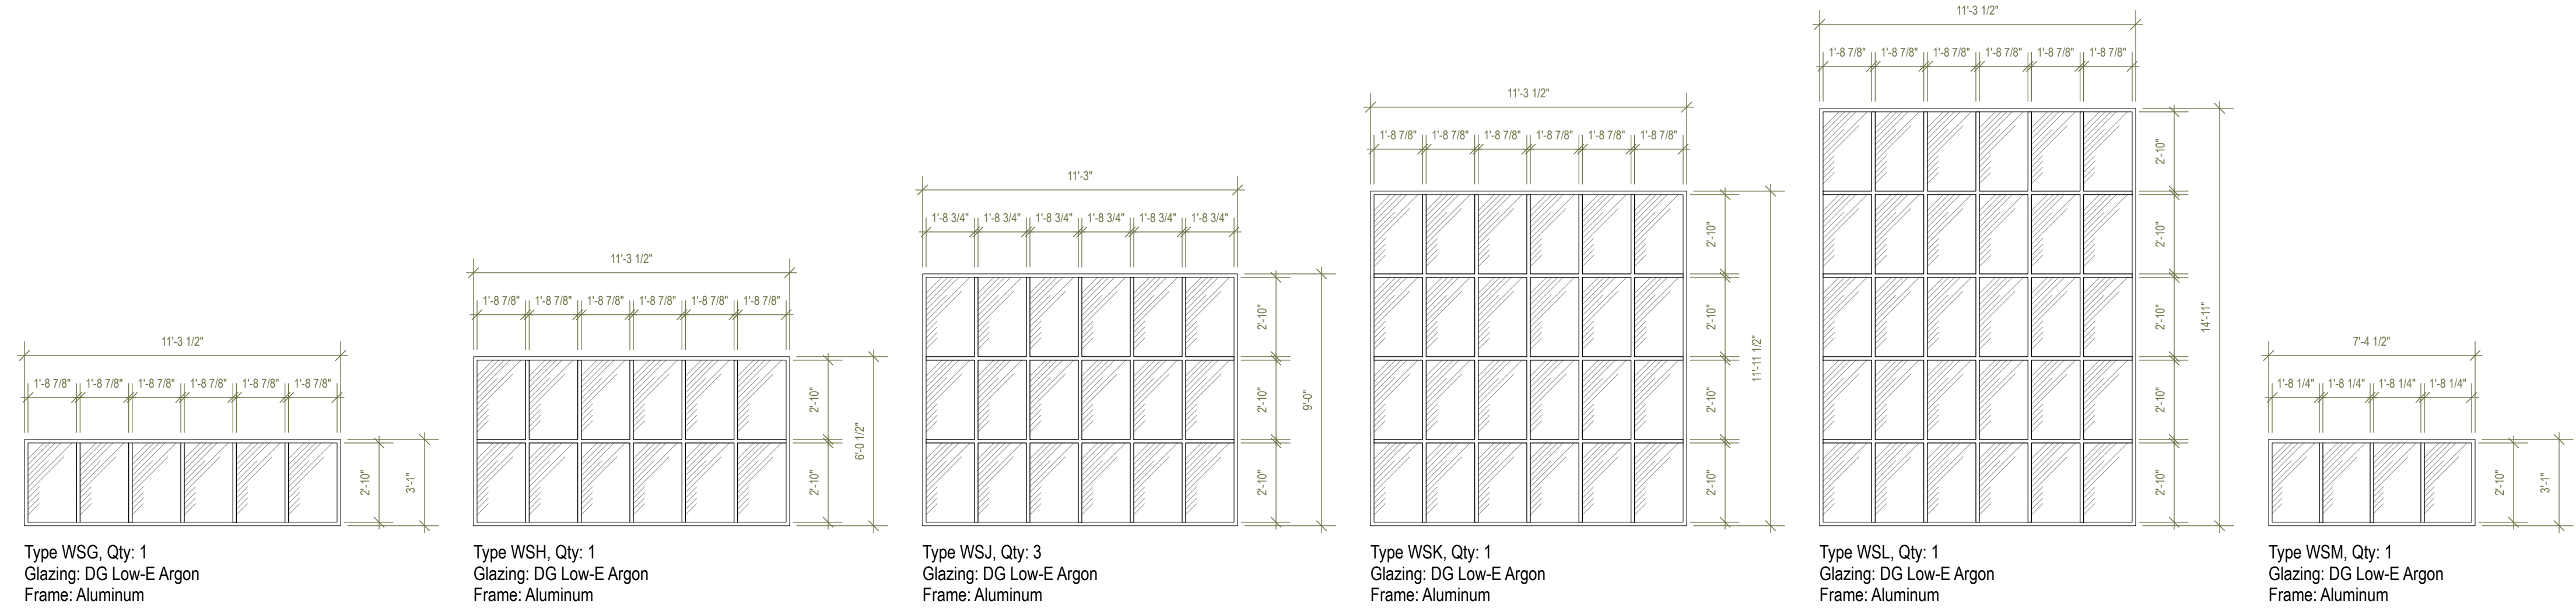 11'-3 1/2"
1'-8 7/8" 1'-8 7/8" 1'-8 7/8" 1'-8 7/8" 1'-8 7/8" 1'-8 7/8"
2'-10"
3'-1"
Type WSG, Qty: 1
Glazing: DG Low-E Argon
Frame: Aluminum
11'-3 1/2"
1'-8 7/8" 1'-8 7/8" 1'-8 7/8" 1'-8 7/8" 1'-8 7/8" 1'-8 7/8"
2'-10"
2'-10"
6'-0 1/2"
Type WSH, Qty: 1
Glazing: DG Low-E Argon
Frame: Aluminum
11'-3"
1'-8 3/4" 1'-8 3/4" 1'-8 3/4" 1'-8 3/4" 1'-8 3/4" 1'-8 3/4"
2'-10"
2'-10"
2'-10"
9'-0"
Type WSJ, Qty: 3
Glazing: DG Low-E Argon
Frame: Aluminum
11'-3 1/2"
1'-8 7/8" 1'-8 7/8" 1'-8 7/8" 1'-8 7/8" 1'-8 7/8" 1'-8 7/8"
2'-10"
2'-10"
2'-10"
2'-10"
11'-11 1/2"
Type WSK, Qty: 1
Glazing: DG Low-E Argon
Frame: Aluminum
11'-3 1/2"
1'-8 7/8" 1'-8 7/8" 1'-8 7/8" 1'-8 7/8" 1'-8 7/8" 1'-8 7/8"
2'-10"
2'-10"
2'-10"
2'-10"
2'-10"
14'-11"
Type WSL, Qty: 1
Glazing: DG Low-E Argon
Frame: Aluminum
7'-4 1/2"
1'-8 1/4" 1'-8 1/4" 1'-8 1/4" 1'-8 1/4"
2'-10"
3'-1"
Type WSM, Qty: 1
Glazing: DG Low-E Argon
Frame: Aluminum